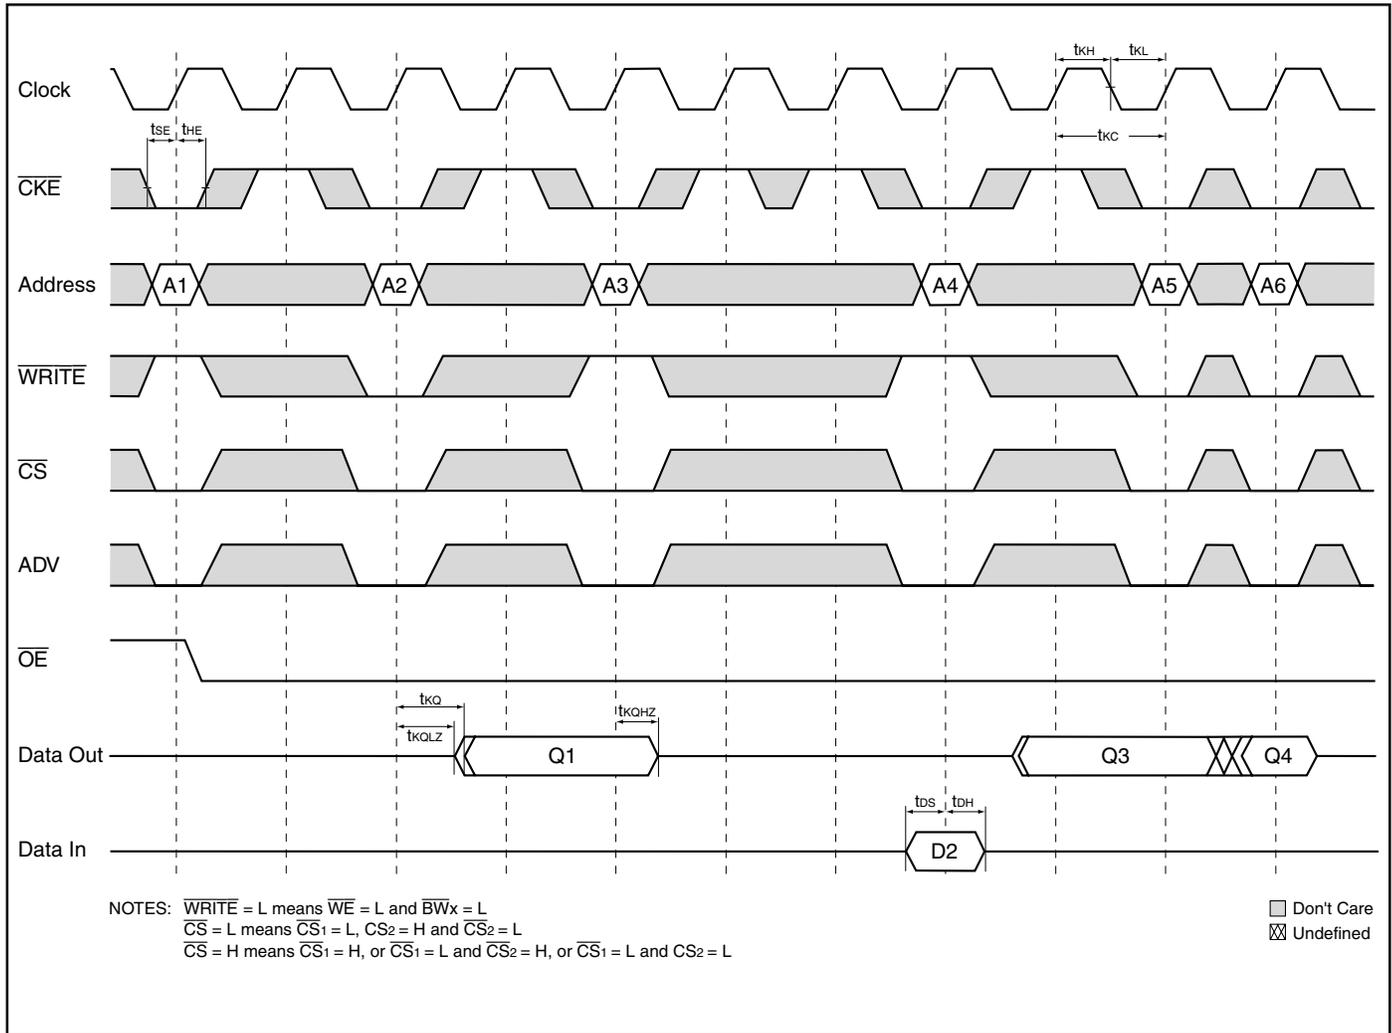 tKH tKL
Clock
tSE tHE
tKC
CKE
Address A1 A2 A3 A4 A5 A6
WRITE
CS
ADV
OE
tKQ
tKQLZ
tKQHZ
Data Out Q1 Q3 Q4
tDS tDH
Data In D2
NOTES: WRITE = L means WE = L and BWx = L
CS = L means CS1 = L, CS2 = H and CS2 = L
CS = H means CS1 = H, or CS1 = L and CS2 = H, or CS1 = L and CS2 = L
Don't Care
Undefined